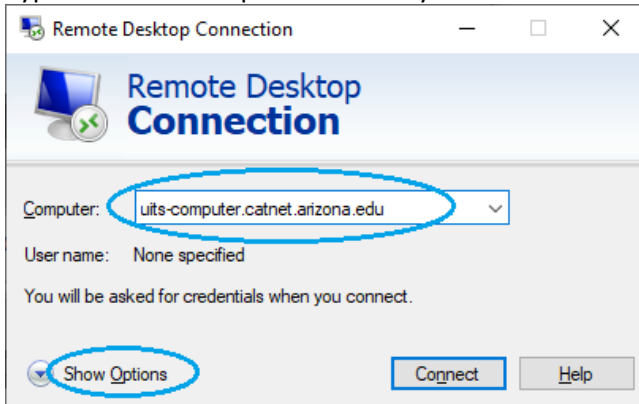 Remote Desktop Connection
Remote Desktop
Connection
Computer: uits-computer.catnet.arizona.edu
User name: None specified
You will be asked for credentials when you connect.
Show Options Connect Help